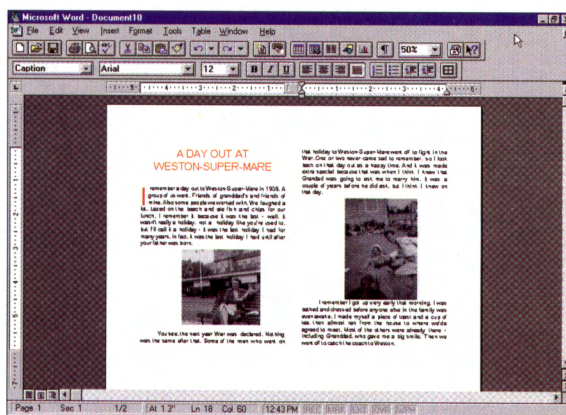 Microsoft Word - Document10
File Edit View Insert Format Tools Table Window Help
50%
Caption Arial 12 B I U
A DAY OUT AT
WESTON-SUPER-MARE
I remember a day out to Weston-Super-Mare in 1938. A
group of us went. Friends of granddad's and friends of
mine. Also some people we worked with. We laughed a
lot. Lazed on the beach and ate fish and chips for our
lunch. I remember it because it was the last - well, it
wasn't really a holiday, not a holiday like you're used to,
but I'll call it a holiday - it was the last holiday I had for
many years. In fact, it was the last holiday I had until after
your father was born.
You see, the next year War was declared. Nothing
was the same after that. Some of the men who went on
that holiday to Weston-Super-Mare went off to fight in the
War. One or two never came back to remember, so I look
back on that day out as a happy time. And it was made
extra special because that was when I think I knew that
Grandad was going to ask me to marry him. It was a
couple of years before he did ask, but I think I knew on
that day.
I remember I got up very early that morning. I was
bathed and dressed before anyone else in the family was
even awake. I made myself a piece of toast and a cup of
tea, then almost ran from the house to where we'd
agreed to meet. Most of the others were already there -
including Granddad, who gave me a big smile. Then we
went off to catch the coach to Weston.
Page 1 Sec 1 1/2 At 1.3" Ln 18 Col 60 12:43 PM REC MRK EXT OVR WPH